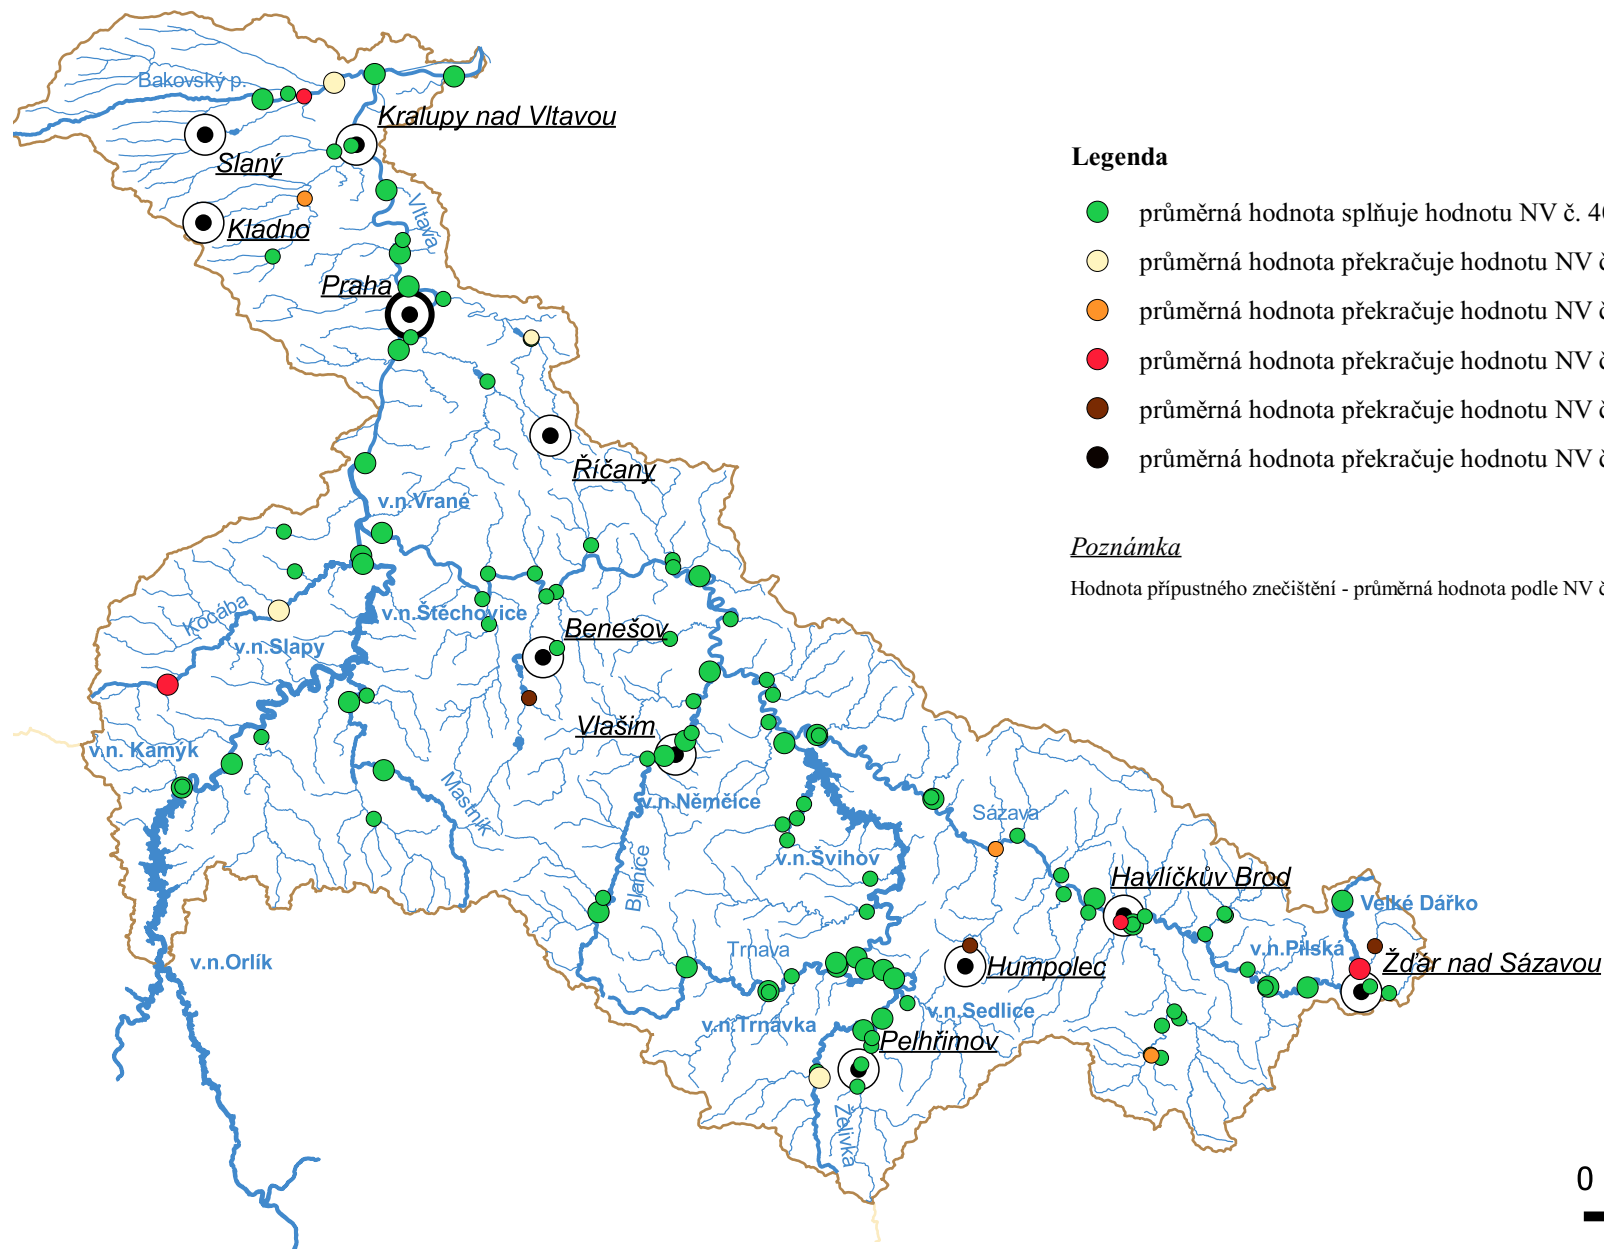 Bakovský p.
Kralupy nad Vltavou
Slaný
Kladno
Vltava
Praha
Říčany
v.n.Vrané
Kocába
v.n.Štěchovice
v.n.Slapy
Benešov
Vlašim
v.n. Kamýk
Mastník
v.n.Němčice
Sázava
v.n.Švihov
Blanice
Havlíčkův Brod
Velké Dářko
Trnava
v.n.Pilská
v.n.Orlík
Humpolec
Žďár nad Sázavou
v.n.Sedlice
v.n.Trnávka
Pelhřimov
Želivka
Legenda
průměrná hodnota splňuje hodnotu NV č.
průměrná hodnota překračuje hodnotu NV
průměrná hodnota překračuje hodnotu NV
průměrná hodnota překračuje hodnotu NV
průměrná hodnota překračuje hodnotu NV
průměrná hodnota překračuje hodnotu NV
Poznámka
Hodnota přípustného znečištění - průměrná hodnota podle NV
0